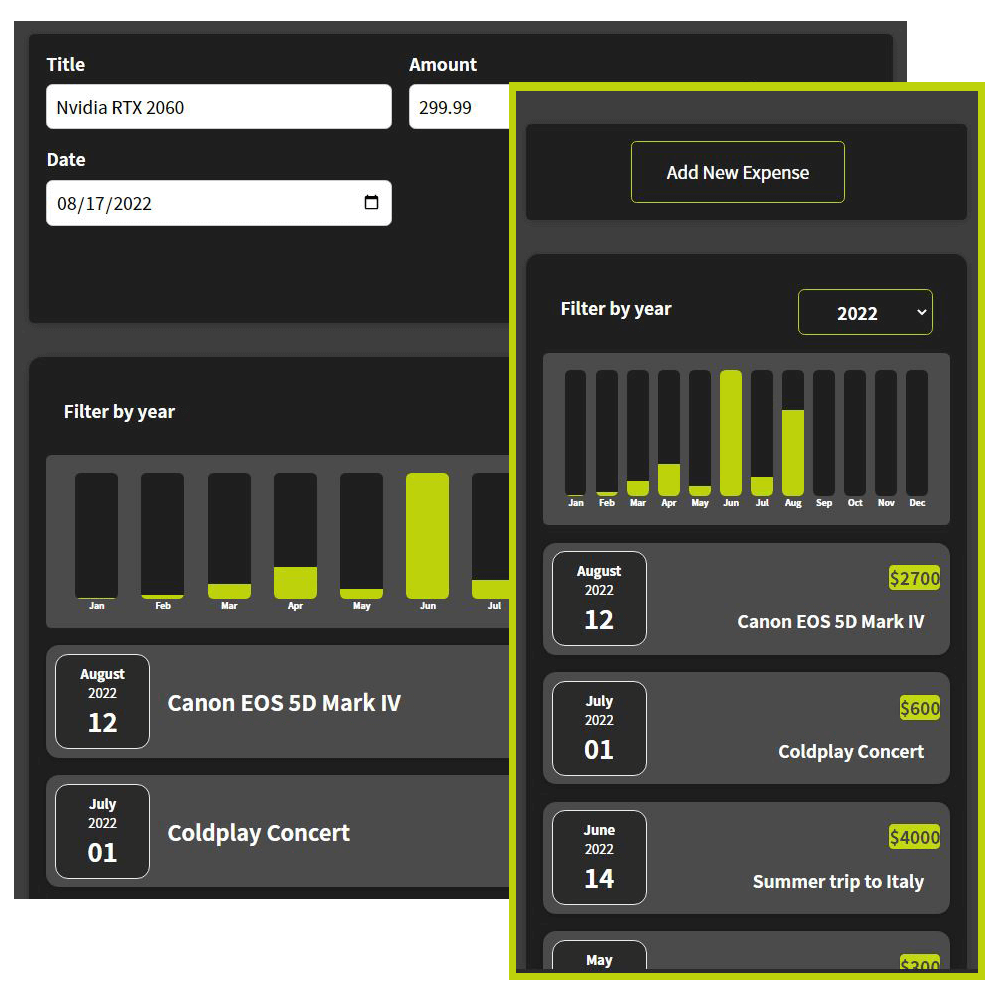 Title
Amount
Nvidia RTX 2060
299.99
Date
08/17/2022
Filter by year
Jan Feb Mar Apr May Jun Jul
August
2022
12
Canon EOS 5D Mark IV
July
2022
01
Coldplay Concert
Add New Expense
Filter by year
2022
Jan Feb Mar Apr May Jun Jul Aug Sep Oct Nov Dec
August
2022
12
$2700
Canon EOS 5D Mark IV
July
2022
01
$600
Coldplay Concert
June
2022
14
$4000
Summer trip to Italy
May
$300